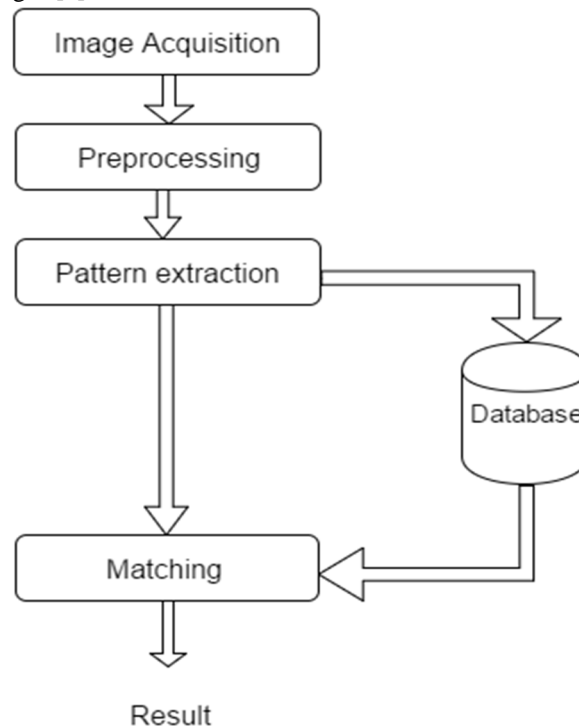 Image Acquisition
Preprocessing
Pattern extraction
Database
Matching
Result